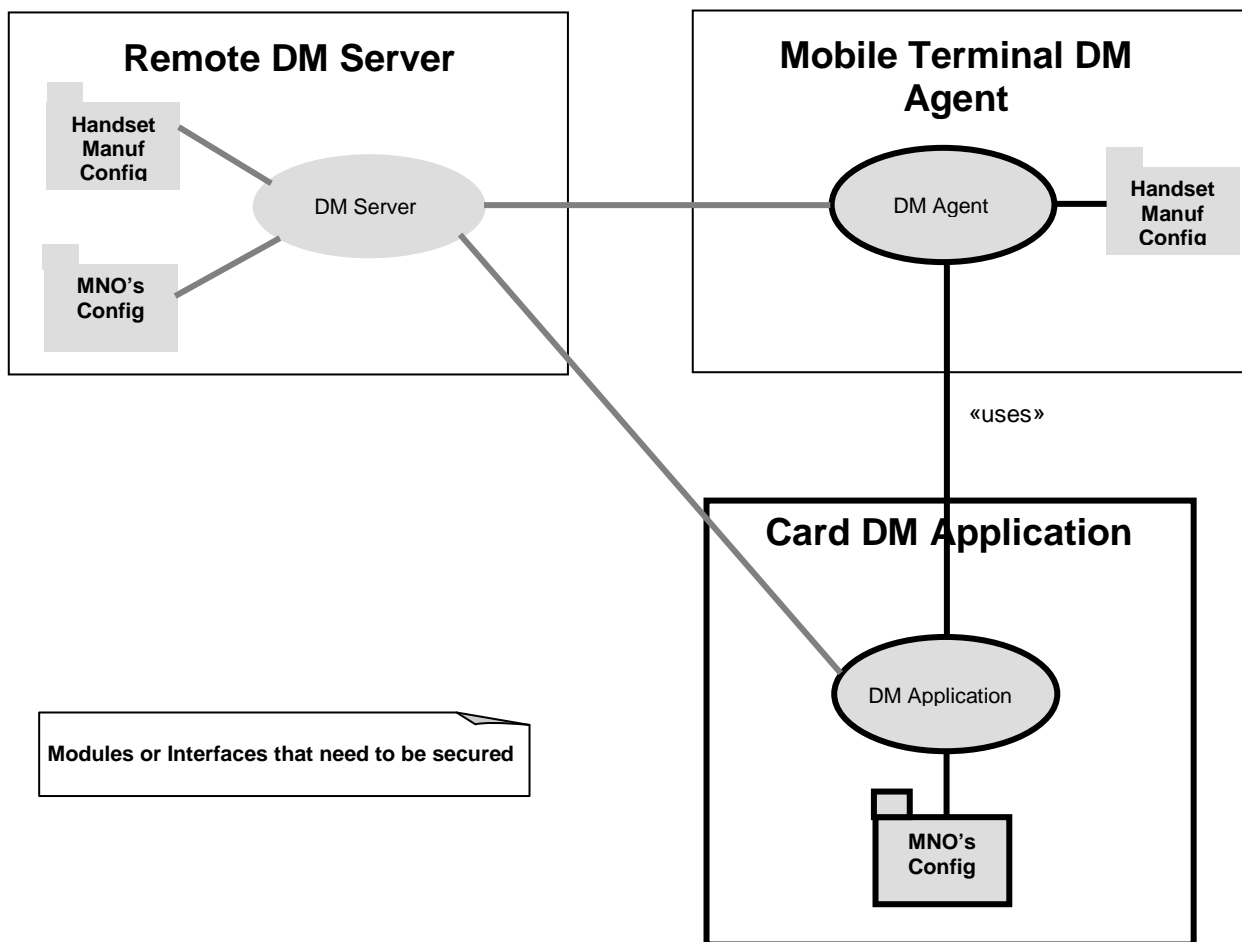 Remote DM Server
Handset
Manuf
Config
DM Server
MNO's
Config
Mobile Terminal DM
Agent
DM Agent
Handset
Manuf
Config
«uses»
Card DM Application
DM Application
MNO's
Config
Modules or Interfaces that need to be secured